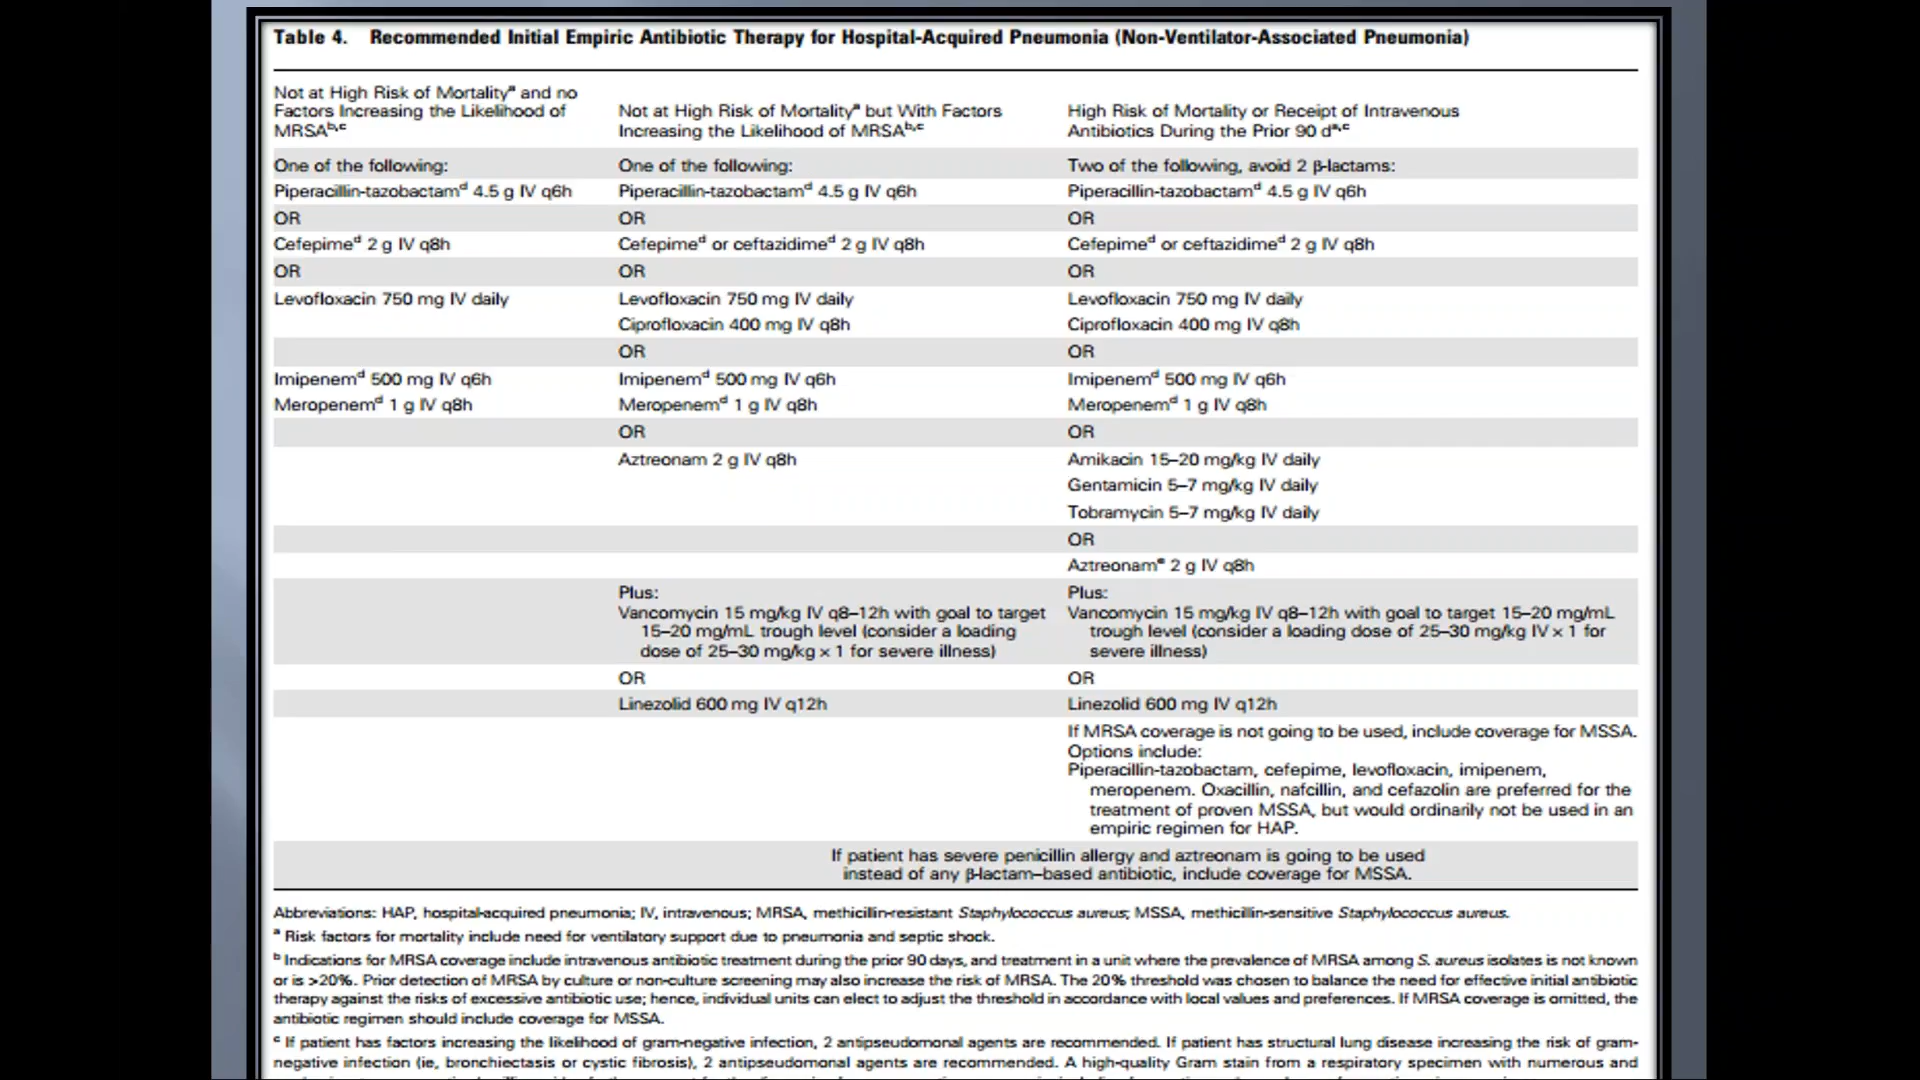 Table 4. Recommended Initial Empiric Antibiotic Therapy for Hospital-Acquired Pneumonia (Non-Ventilator-Associated Pneumonia)
Not at High Risk of Mortalityᵃ and no
Factors Increasing the Likelihood of
MRSAᵇ,ᶜ
Not at High Risk of Mortalityᵃ but With Factors
Increasing the Likelihood of MRSAᵇ,ᶜ
High Risk of Mortality or Receipt of Intravenous
Antibiotics During the Prior 90 dᵃ,ᶜ
One of the following: One of the following: Two of the following, avoid 2 β-lactams:
Piperacillin-tazobactamᵈ 4.5 g IV q6h Piperacillin-tazobactamᵈ 4.5 g IV q6h Piperacillin-tazobactamᵈ 4.5 g IV q6h
OR OR OR
Cefepimeᵈ 2 g IV q8h Cefepimeᵈ or ceftazidimeᵈ 2 g IV q8h Cefepimeᵈ or ceftazidimeᵈ 2 g IV q8h
OR OR OR
Levofloxacin 750 mg IV daily Levofloxacin 750 mg IV daily Levofloxacin 750 mg IV daily
Ciprofloxacin 400 mg IV q8h Ciprofloxacin 400 mg IV q8h
OR OR
Imipenemᵈ 500 mg IV q6h Imipenemᵈ 500 mg IV q6h Imipenemᵈ 500 mg IV q6h
Meropenemᵈ 1 g IV q8h Meropenemᵈ 1 g IV q8h Meropenemᵈ 1 g IV q8h
OR OR
Aztreonam 2 g IV q8h Amikacin 15–20 mg/kg IV daily
Gentamicin 5–7 mg/kg IV daily
Tobramycin 5–7 mg/kg IV daily
OR
Aztreonamᵉ 2 g IV q8h
Plus:
Vancomycin 15 mg/kg IV q8–12h with goal to target
15–20 mg/mL trough level (consider a loading
dose of 25–30 mg/kg × 1 for severe illness)
Plus:
Vancomycin 15 mg/kg IV q8–12h with goal to target 15–20 mg/mL
trough level (consider a loading dose of 25–30 mg/kg IV × 1 for
severe illness)
OR OR
Linezolid 600 mg IV q12h Linezolid 600 mg IV q12h
If MRSA coverage is not going to be used, include coverage for MSSA.
Options include:
Piperacillin-tazobactam, cefepime, levofloxacin, imipenem,
meropenem. Oxacillin, nafcillin, and cefazolin are preferred for the
treatment of proven MSSA, but would ordinarily not be used in an
empiric regimen for HAP.
If patient has severe penicillin allergy and aztreonam is going to be used
instead of any β-lactam–based antibiotic, include coverage for MSSA.
Abbreviations: HAP, hospital-acquired pneumonia; IV, intravenous; MRSA, methicillin-resistant Staphylococcus aureus; MSSA, methicillin-sensitive Staphylococcus aureus.
ᵃ Risk factors for mortality include need for ventilatory support due to pneumonia and septic shock.
ᵇ Indications for MRSA coverage include intravenous antibiotic treatment during the prior 90 days, and treatment in a unit where the prevalence of MRSA among S. aureus isolates is not known
or is >20%. Prior detection of MRSA by culture or non-culture screening may also increase the risk of MRSA. The 20% threshold was chosen to balance the need for effective initial antibiotic
therapy against the risks of excessive antibiotic use; hence, individual units can elect to adjust the threshold in accordance with local values and preferences. If MRSA coverage is omitted, the
antibiotic regimen should include coverage for MSSA.
ᶜ If patient has factors increasing the likelihood of gram-negative infection, 2 antipseudomonal agents are recommended. If patient has structural lung disease increasing the risk of gram-
negative infection (ie, bronchiectasis or cystic fibrosis), 2 antipseudomonal agents are recommended. A high-quality Gram stain from a respiratory specimen with numerous and